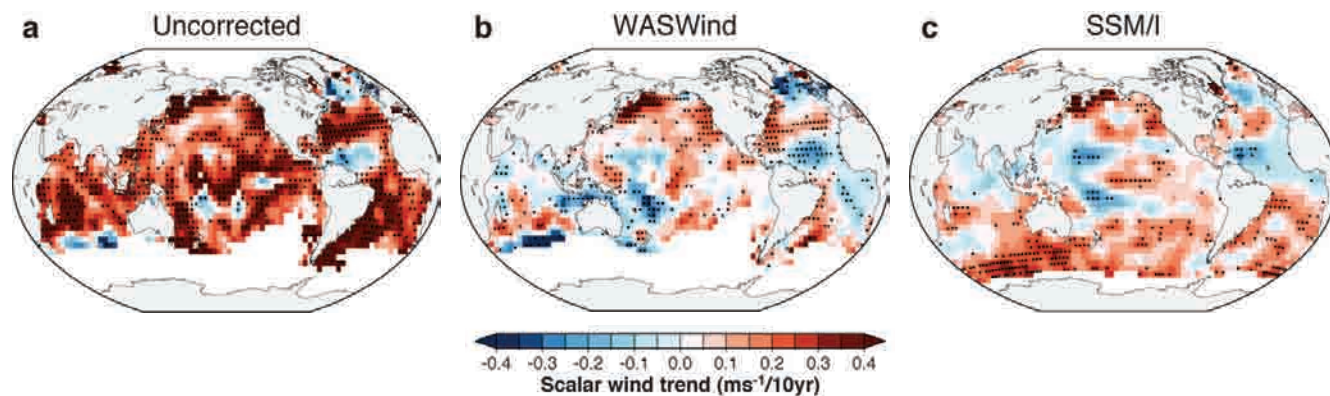 a Uncorrected
b WASWind
c SSM/I
-0.4 -0.3 -0.2 -0.1 0.0 0.1 0.2 0.3 0.4
Scalar wind trend (ms⁻¹/10yr)